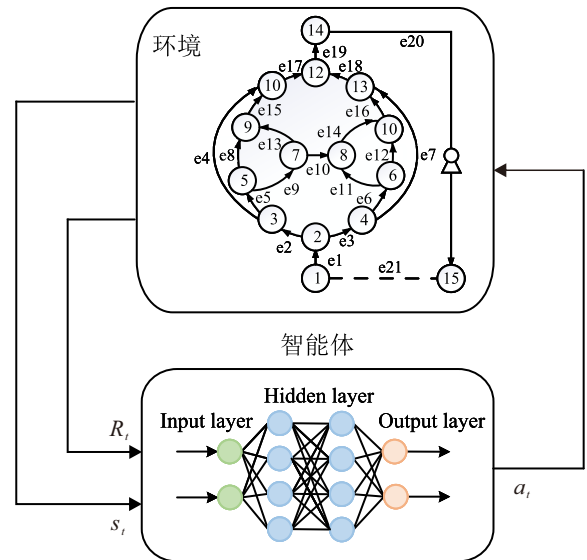 环境
14
e19
e20
e17
12
e18
10
13
e15
e16
9
e14
10
e13
e4
e8
7
8
e12
e7
e10
5
e9
e11
6
e5
e6
3
4
e2
2
e3
e1
1
e21
15
智能体
Hidden layer
Input layer
Output layer
R_t
s_t
a_t